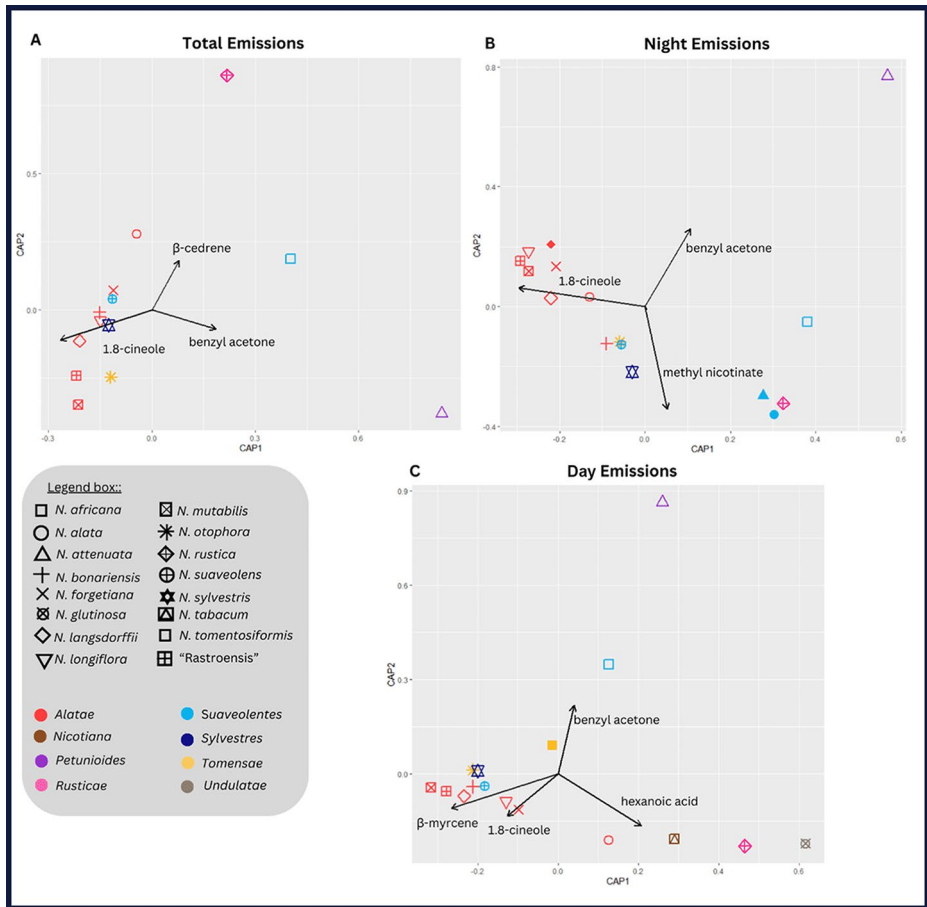 A
Total Emissions
0.5
0.0
CAP2
-0.3
0.0
0.3
0.6
CAP1
β-cedrene
benzyl acetone
1.8-cineole
B
Night Emissions
0.8
0.4
0.0
-0.4
CAP2
-0.2
0.0
0.2
0.4
0.6
CAP1
benzyl acetone
1.8-cineole
methyl nicotinate
Legend box::
N. africana
N. alata
N. attenuata
N. bonariensis
N. forgetiana
N. glutinosa
N. langsdorffii
N. longiflora
N. mutabilis
N. otophora
N. rustica
N. suaveolens
N. sylvestris
N. tabacum
N. tomentosiformis
"Rastroensis"
Alatae
Nicotiana
Petunioides
Rusticae
Suaveolentes
Sylvestres
Tomensae
Undulatae
C
Day Emissions
0.9
0.6
0.3
0.0
CAP2
-0.2
0.0
0.2
0.4
0.6
CAP1
benzyl acetone
hexanoic acid
β-myrcene
1.8-cineole